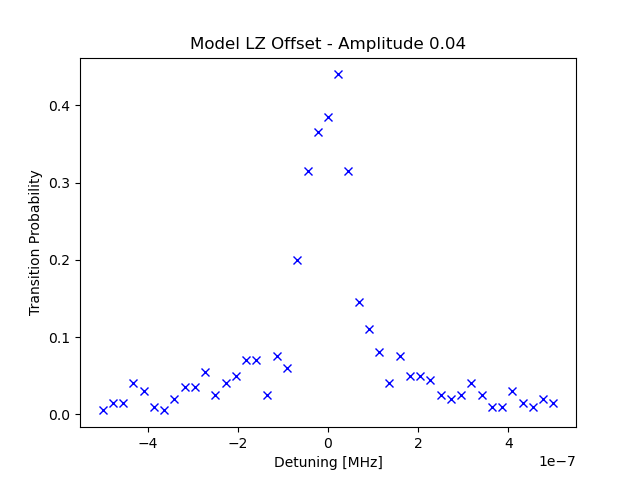 Model LZ Offset - Amplitude 0.04
Transition Probability
0.4
0.3
0.2
0.1
0.0
−4 −2 0 2 4
1e−7
Detuning [MHz]